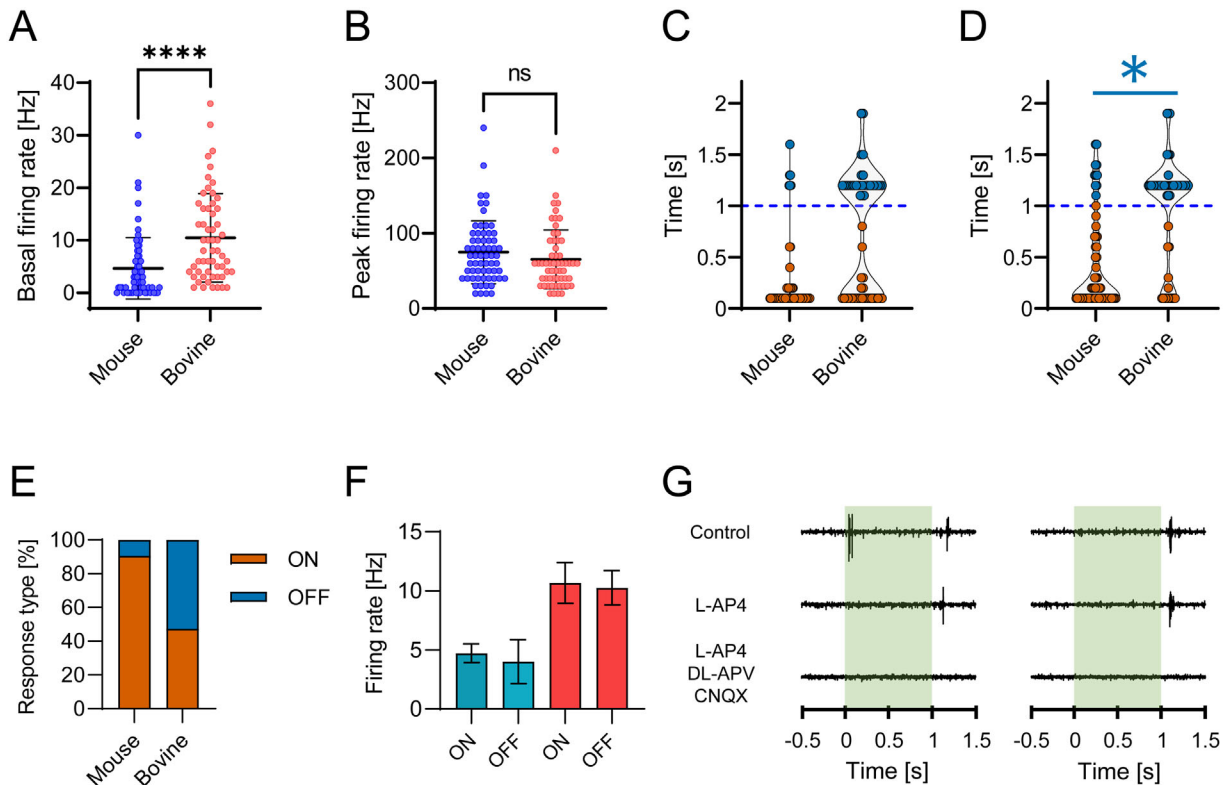 A
Basal firing rate [Hz]
40
30
20
10
0
****
Mouse
Bovine
B
Peak firing rate [Hz]
300
200
100
0
ns
Mouse
Bovine
C
Time [s]
2
1.5
1
0.5
0
Mouse
Bovine
D
Time [s]
2
1.5
1
0.5
0
*
Mouse
Bovine
E
Response type [%]
100
80
60
40
20
0
Mouse
Bovine
ON
OFF
F
Firing rate [Hz]
15
10
5
0
ON
OFF
ON
OFF
G
Control
L-AP4
L-AP4
DL-APV
CNQX
-0.5 0 0.5 1 1.5
Time [s]
-0.5 0 0.5 1 1.5
Time [s]